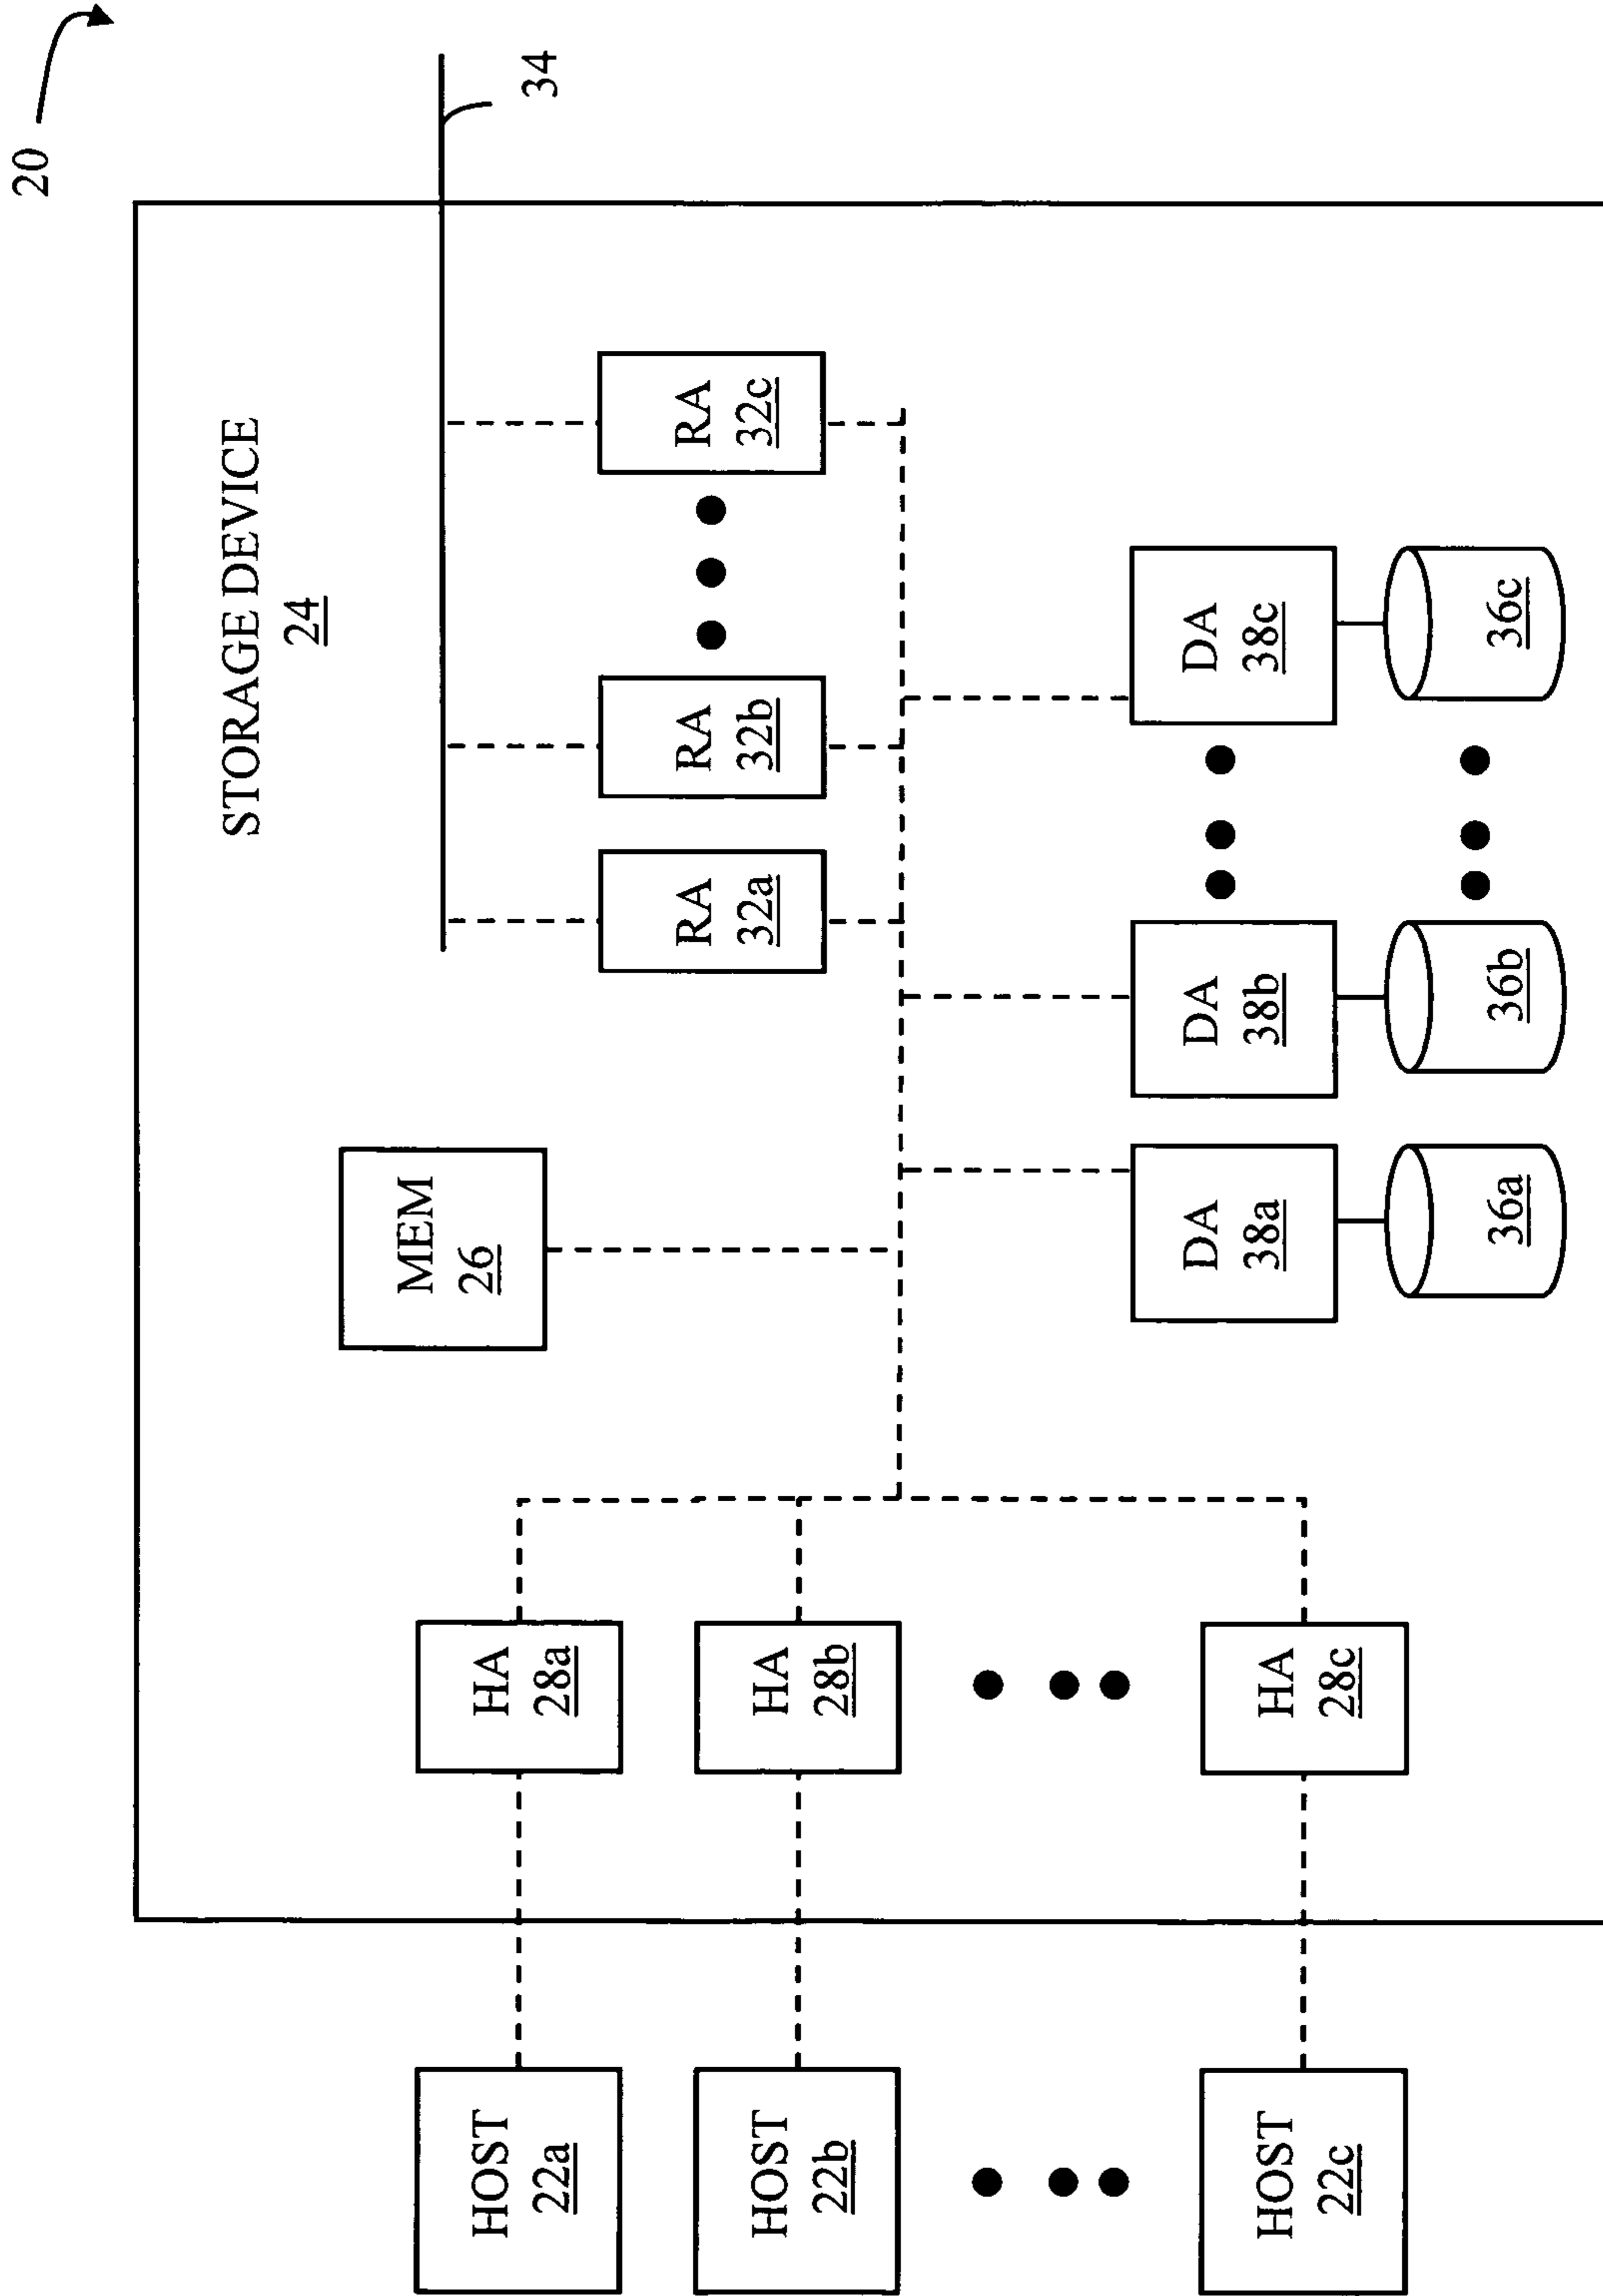 20
STORAGE DEVICE
24
34
HOST
22a
HOST
22b
HOST
22c
HA
28a
HA
28b
HA
28c
MEM
26
RA
32a
RA
32b
RA
32c
DA
38a
DA
38b
DA
38c
36a
36b
36c